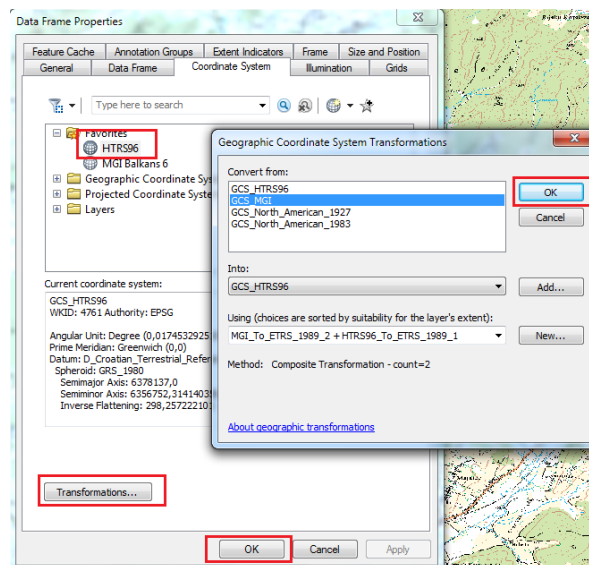 Data Frame Properties
Feature Cache Annotation Groups Extent Indicators Frame Size and Position
General Data Frame Coordinate System Illumination Grids
Type here to search
Favorites
HTRS96
MGI Balkans 6
Geographic Coordinate Sys
Projected Coordinate Syste
Layers
Current coordinate system:
GCS_HTRS96
WKID: 4761 Authority: EPSG
Angular Unit: Degree (0,0174532925
Prime Meridian: Greenwich (0,0)
Datum: D_Croatian_Terrestrial_Refer
Spheroid: GRS_1980
Semimajor Axis: 6378137,0
Semiminor Axis: 6356752,31414035
Inverse Flattening: 298,257222101
Transformations...
OK Cancel Apply
Geographic Coordinate System Transformations
Convert from:
GCS_HTRS96
GCS_MGI
GCS_North_American_1927
GCS_North_American_1983
OK
Cancel
Into:
GCS_HTRS96
Add...
Using (choices are sorted by suitability for the layer's extent):
MGI_To_ETRS_1989_2 + HTRS96_To_ETRS_1989_1
New...
Method: Composite Transformation - count=2
About geographic transformations